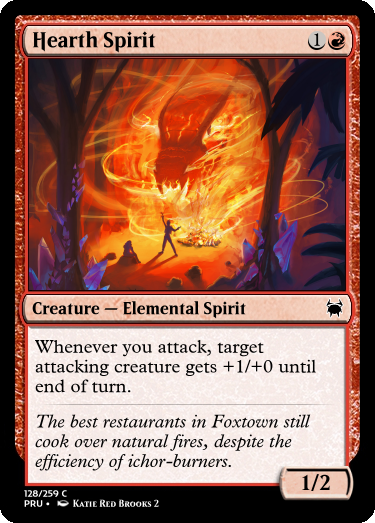 Hearth Spirit 1
Creature — Elemental Spirit
Whenever you attack, target
attacking creature gets +1/+0 until
end of turn.
The best restaurants in Foxtown still
cook over natural fires, despite the
efficiency of ichor-burners.
1/2
128/259 C
PRU • Katie Red Brooks 2